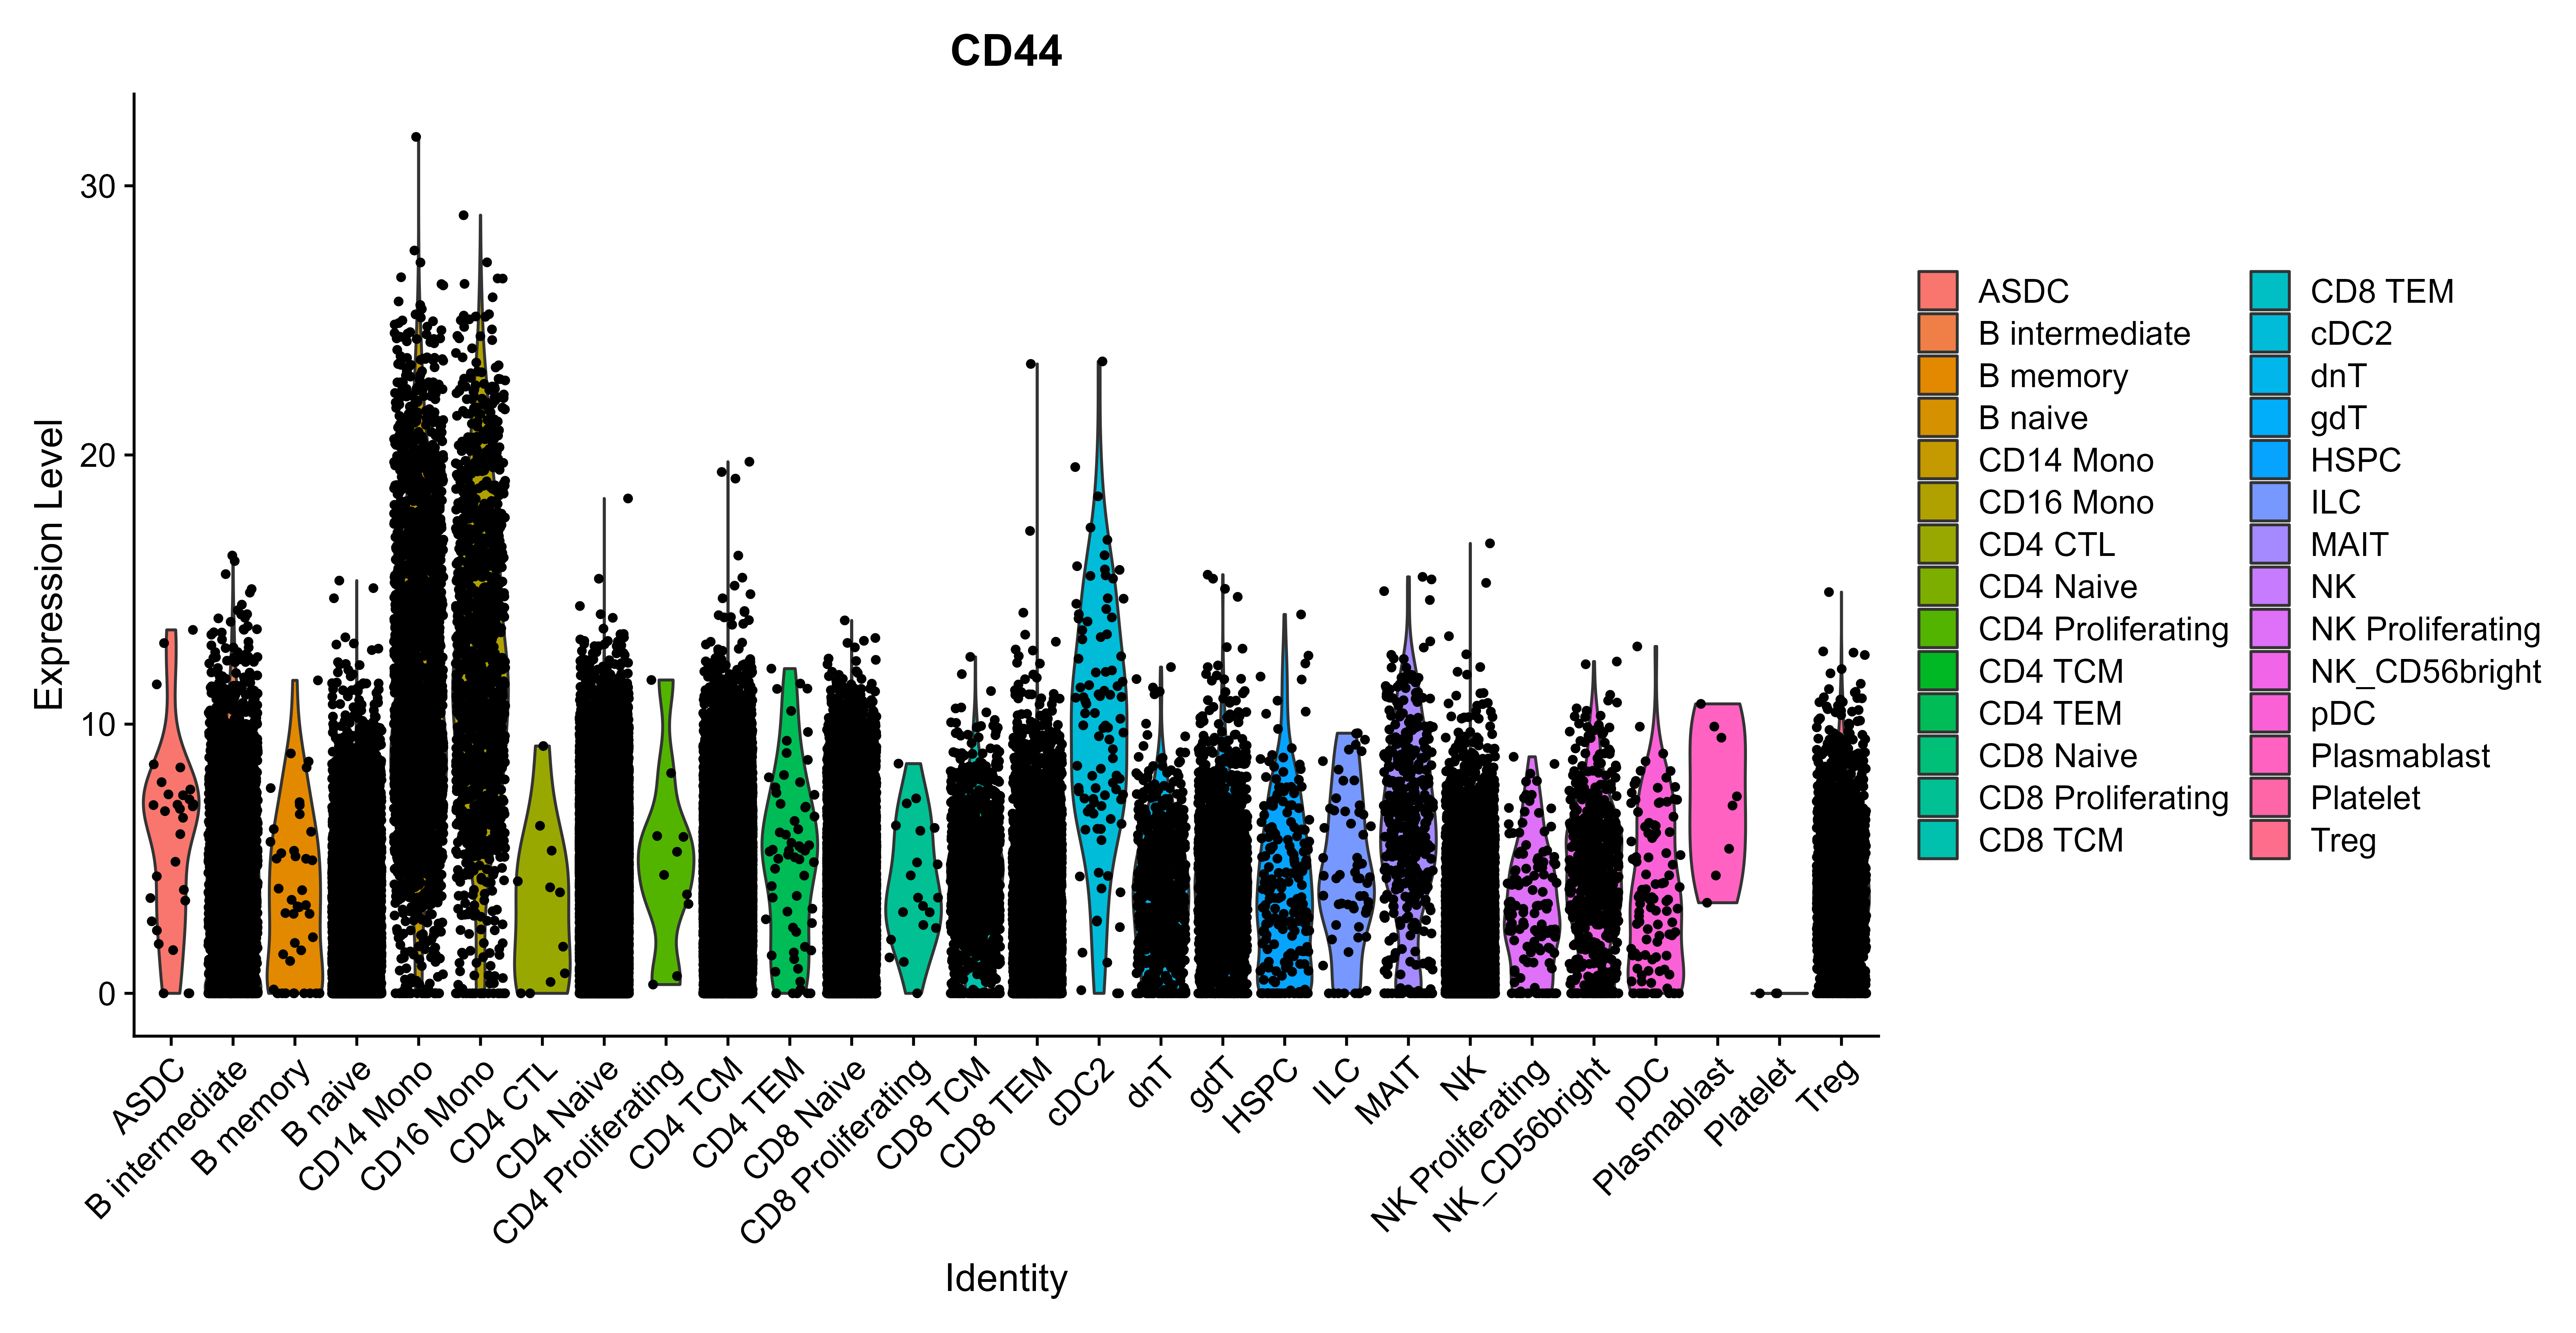 CD44
Expression Level
30
20
10
0
ASDC
B intermediate
B memory
B naive
CD14 Mono
CD16 Mono
CD4 CTL
CD4 Naive
CD4 Proliferating
CD4 TCM
CD4 TEM
CD8 Naive
CD8 Proliferating
CD8 TCM
CD8 TEM
cDC2
dnT
gdT
HSPC
ILC
MAIT
NK
NK Proliferating
NK_CD56bright
pDC
Plasmablast
Platelet
Treg
Identity
ASDC
B intermediate
B memory
B naive
CD14 Mono
CD16 Mono
CD4 CTL
CD4 Naive
CD4 Proliferating
CD4 TCM
CD4 TEM
CD8 Naive
CD8 Proliferating
CD8 TCM
CD8 TEM
cDC2
dnT
gdT
HSPC
ILC
MAIT
NK
NK Proliferating
NK_CD56bright
pDC
Plasmablast
Platelet
Treg